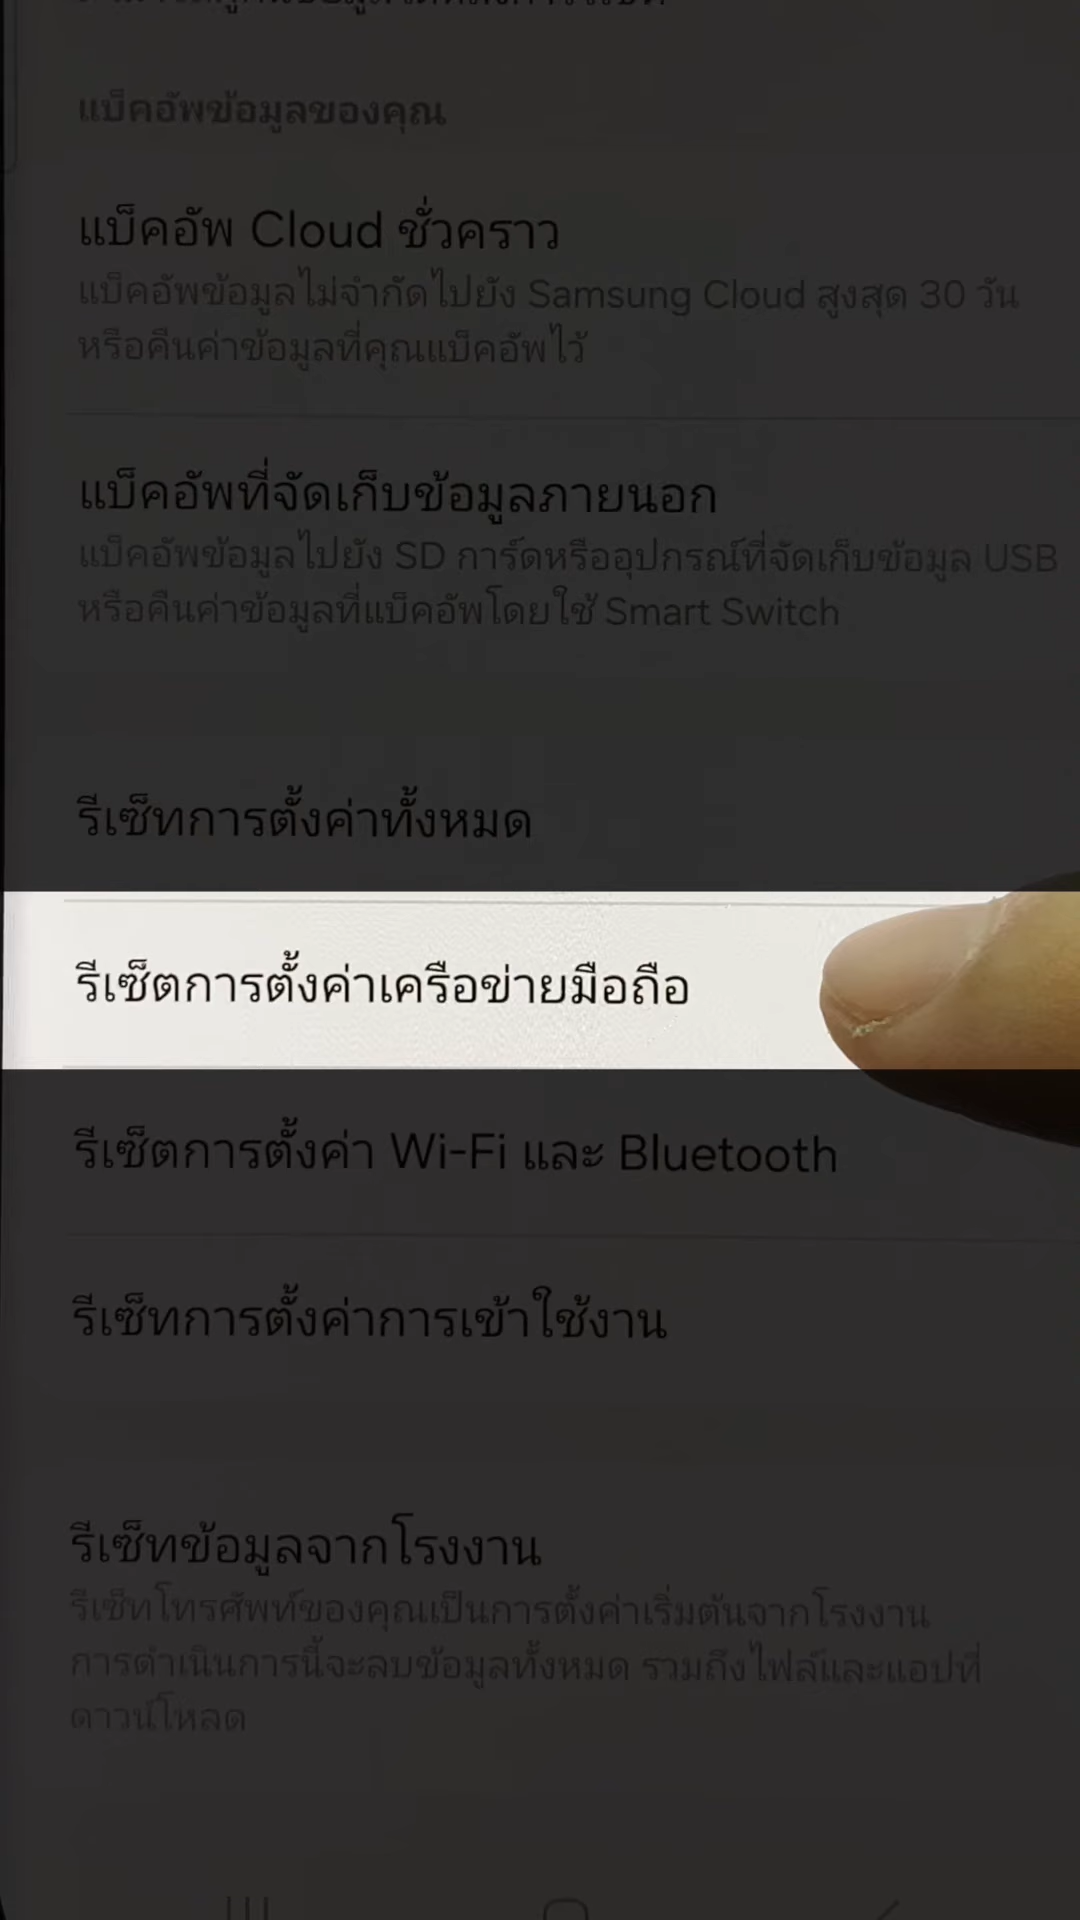 แบ็คอัพข้อมูลของคุณ
แบ็คอัพ Cloud ชั่วคราว
แบ็คอัพข้อมูลไม่จำกัดไปยัง Samsung Cloud สูงสุด 30 วัน
หรือคืนค่าข้อมูลที่คุณแบ็คอัพไว้
แบ็คอัพที่จัดเก็บข้อมูลภายนอก
แบ็คอัพข้อมูลไปยัง SD การ์ดหรืออุปกรณ์ที่จัดเก็บข้อมูล USB
หรือคืนค่าข้อมูลที่แบ็คอัพโดยใช้ Smart Switch
รีเซ็ทการตั้งค่าทั้งหมด
รีเซ็ตการตั้งค่าเครือข่ายมือถือ
รีเซ็ตการตั้งค่า Wi-Fi และ Bluetooth
รีเซ็ทการตั้งค่าการเข้าใช้งาน
รีเซ็ทข้อมูลจากโรงงาน
รีเซ็ทโทรศัพท์ของคุณเป็นการตั้งค่าเริ่มต้นจากโรงงาน
การดำเนินการนี้จะลบข้อมูลทั้งหมด รวมถึงไฟล์และแอปที่
ดาวน์โหลด